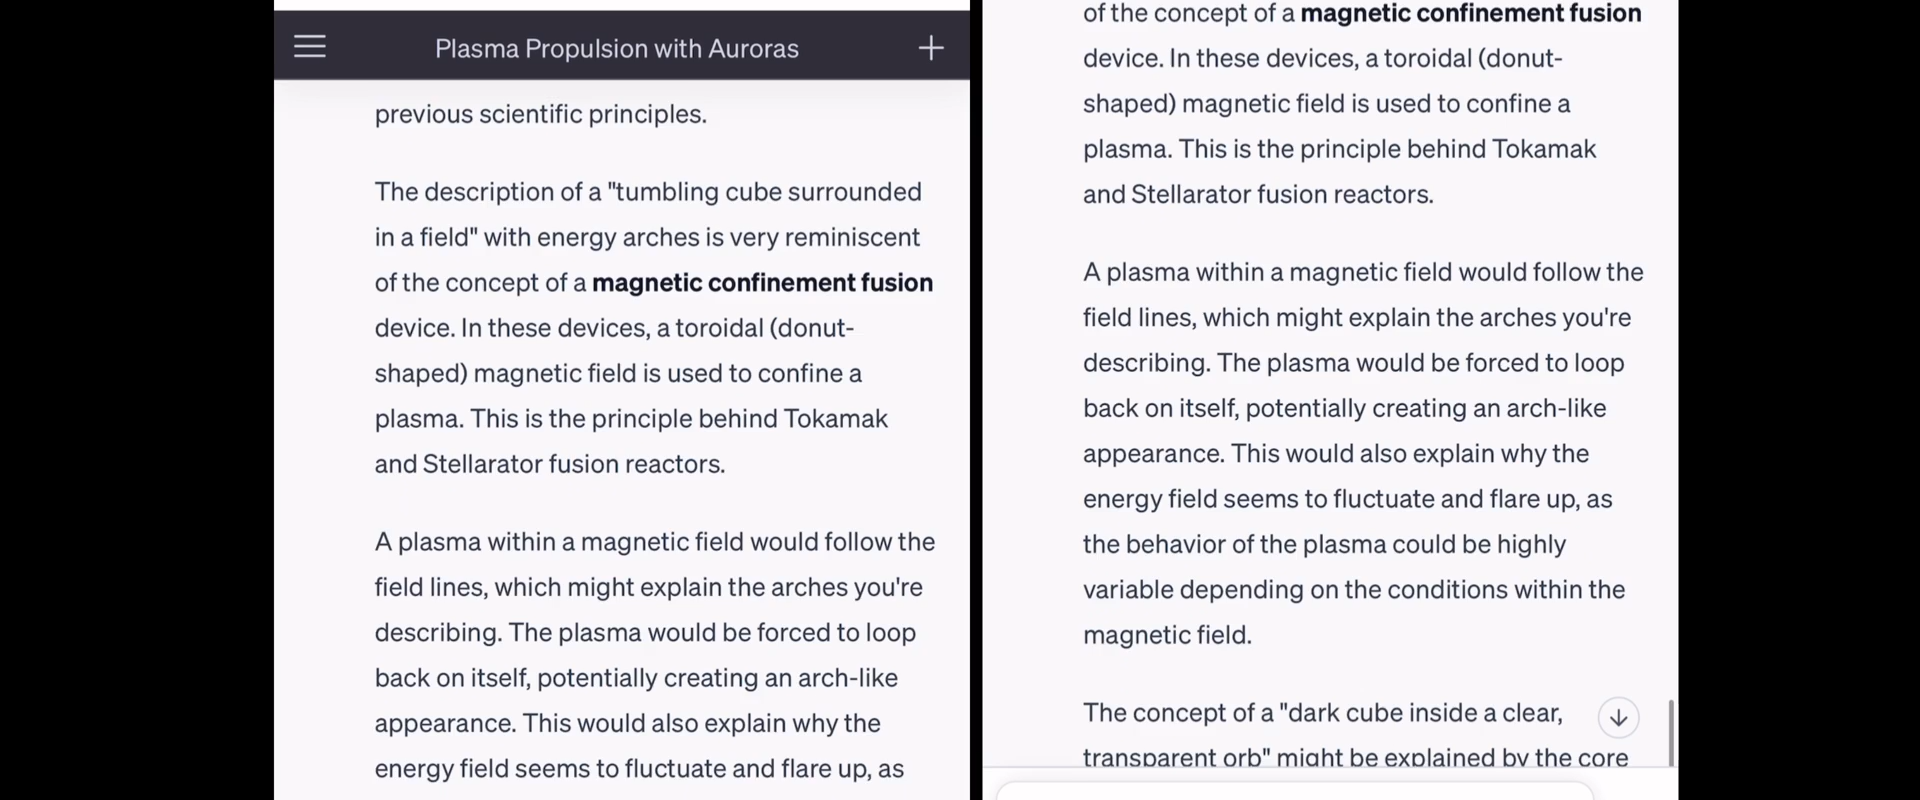 Plasma Propulsion with Auroras
previous scientific principles.
The description of a "tumbling cube surrounded
in a field" with energy arches is very reminiscent
of the concept of a magnetic confinement fusion
device. In these devices, a toroidal (donut-
shaped) magnetic field is used to confine a
plasma. This is the principle behind Tokamak
and Stellarator fusion reactors.
A plasma within a magnetic field would follow the
field lines, which might explain the arches you're
describing. The plasma would be forced to loop
back on itself, potentially creating an arch-like
appearance. This would also explain why the
energy field seems to fluctuate and flare up, as
of the concept of a magnetic confinement fusion
device. In these devices, a toroidal (donut-
shaped) magnetic field is used to confine a
plasma. This is the principle behind Tokamak
and Stellarator fusion reactors.
A plasma within a magnetic field would follow the
field lines, which might explain the arches you're
describing. The plasma would be forced to loop
back on itself, potentially creating an arch-like
appearance. This would also explain why the
energy field seems to fluctuate and flare up, as
the behavior of the plasma could be highly
variable depending on the conditions within the
magnetic field.
The concept of a "dark cube inside a clear,
transparent orb" might be explained by the core